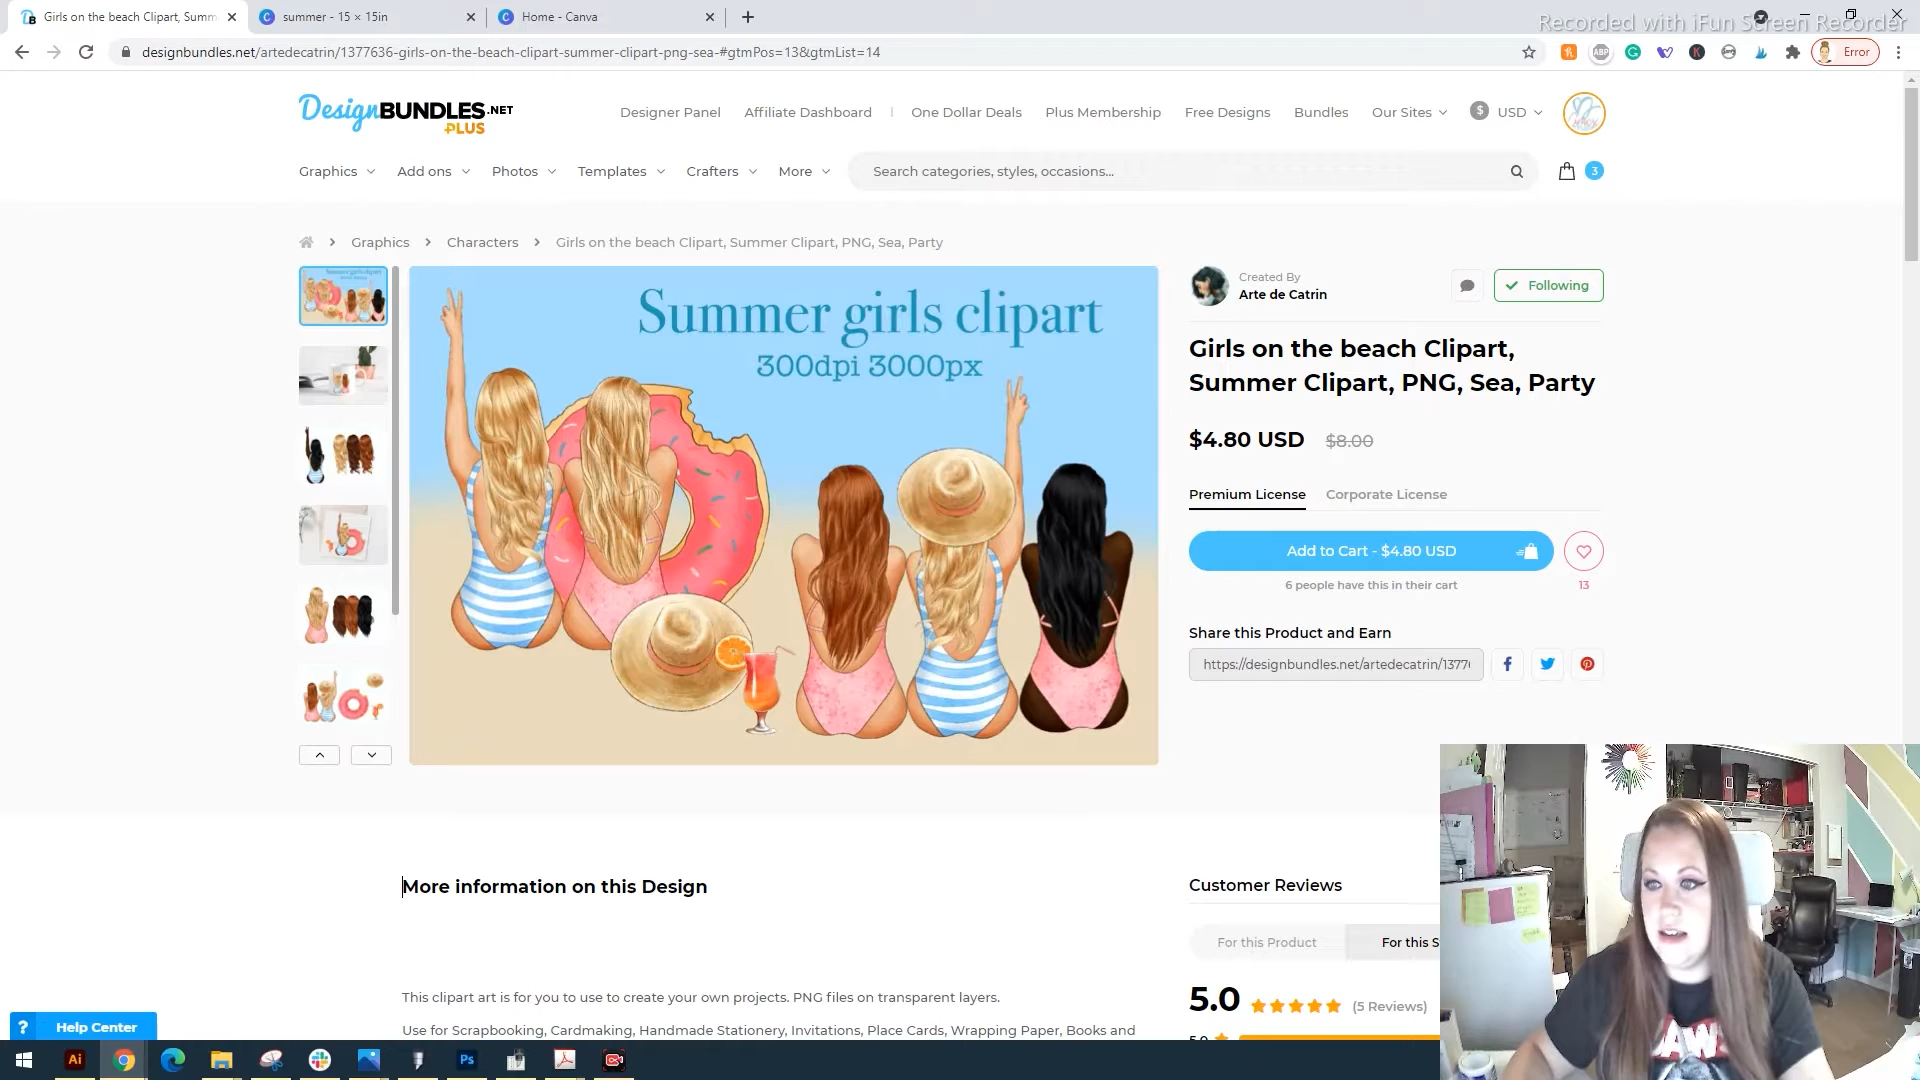 Girls on the beach Clipart, Summ
summer - 15 × 15in
Home - Canva
Recorded with iFun Screen Recorder
designbundles.net/artedecatrin/1377636-girls-on-the-beach-clipart-summer-clipart-png-sea-#gtmPos=13&gtmList=14
ABP
Error
Design BUNDLES .NET
PLUS
Designer Panel
Affiliate Dashboard
One Dollar Deals
Plus Membership
Free Designs
Bundles
Our Sites
$ USD
Graphics
Add ons
Photos
Templates
Crafters
More
Search categories, styles, occasions...
3
Graphics
Characters
Girls on the beach Clipart, Summer Clipart, PNG, Sea, Party
Summer girls clipart
300dpi 3000px
Created By
Arte de Catrin
Following
Girls on the beach Clipart,
Summer Clipart, PNG, Sea, Party
$4.80 USD $8.00
Premium License
Corporate License
Add to Cart - $4.80 USD
6 people have this in their cart
13
Share this Product and Earn
https://designbundles.net/artedecatrin/1377
More information on this Design
Customer Reviews
For this Product
For this S
This clipart art is for you to use to create your own projects. PNG files on transparent layers.
5.0
(5 Reviews)
Use for Scrapbooking, Cardmaking, Handmade Stationery, Invitations, Place Cards, Wrapping Paper, Books and
5.0
? Help Center
Ai
Ps